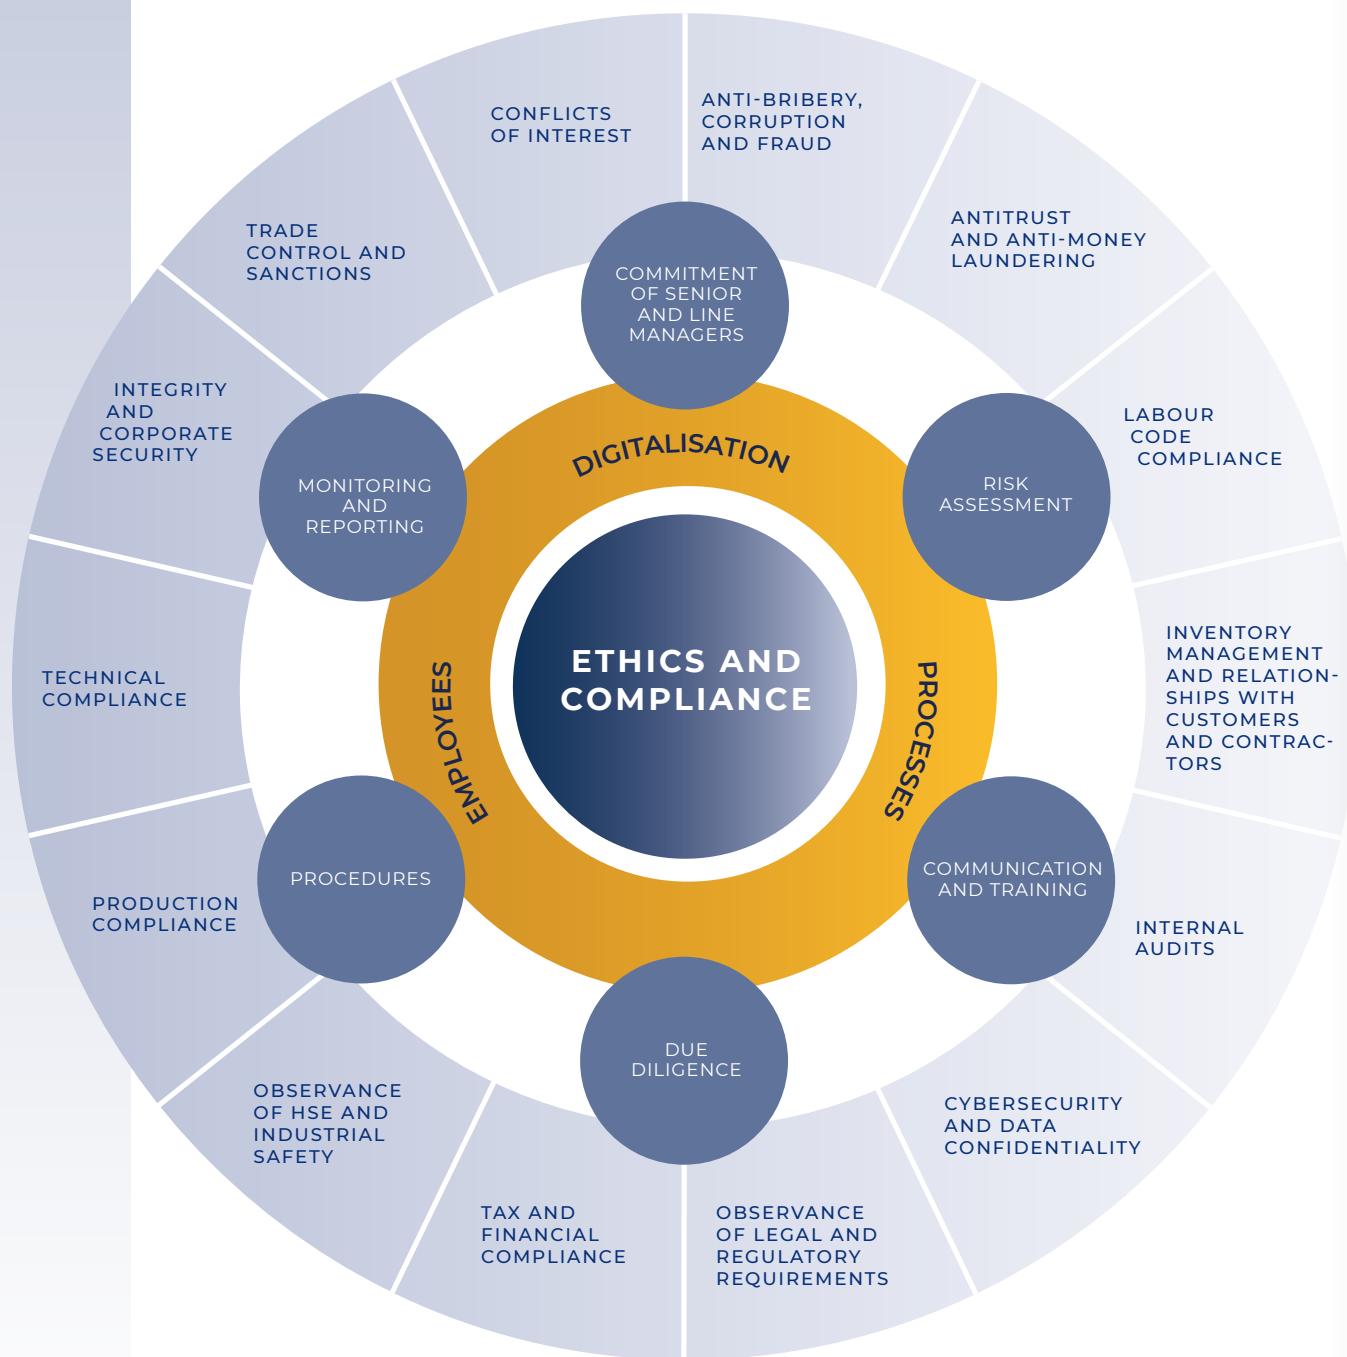 CONFLICTS
OF INTEREST
ANTI-BRIBERY,
CORRUPTION
AND FRAUD
ANTITRUST
AND ANTI-MONEY
LAUNDERING
LABOUR
CODE
COMPLIANCE
INVENTORY
MANAGEMENT
AND RELATION-
SHIPS WITH
CUSTOMERS
AND CONTRAC-
TORS
INTERNAL
AUDITS
CYBERSECURITY
AND DATA
CONFIDENTIALITY
OBSERVANCE
OF LEGAL AND
REGULATORY
REQUIREMENTS
TAX AND
FINANCIAL
COMPLIANCE
OBSERVANCE
OF HSE AND
INDUSTRIAL
SAFETY
PRODUCTION
COMPLIANCE
TECHNICAL
COMPLIANCE
INTEGRITY
AND
CORPORATE
SECURITY
TRADE
CONTROL AND
SANCTIONS
COMMITMENT
OF SENIOR
AND LINE
MANAGERS
RISK
ASSESSMENT
COMMUNICATION
AND TRAINING
DUE
DILIGENCE
PROCEDURES
MONITORING
AND
REPORTING
DIGITALISATION
PROCESSES
EMPLOYEES
ETHICS AND
COMPLIANCE